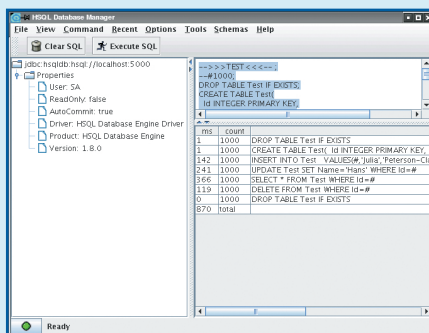 HSQL Database Manager
File View Command Recent Options Tools Schemas Help
Clear SQL Execute SQL
jdbc:hsqldb:hsql://localhost:5000
Properties
User: SA
ReadOnly: false
AutoCommit: true
Driver: HSQL Database Engine Driver
Product: HSQL Database Engine
Version: 1.8.0
-->>>TEST<<<-- ;
--#1000;
DROP TABLE Test IF EXISTS;
CREATE TABLE Test(
Id INTEGER PRIMARY KEY,
ms count
1 1000 DROP TABLE Test IF EXISTS
1 1000 CREATE TABLE Test( Id INTEGER PRIMARY KEY,
142 1000 INSERT INTO Test VALUES(#,'Julia','Peterson-Cl
241 1000 UPDATE Test SET Name='Hans' WHERE Id=#
366 1000 SELECT * FROM Test WHERE Id=#
119 1000 DELETE FROM Test WHERE Id=#
0 1000 DROP TABLE Test IF EXISTS
870 total
Ready